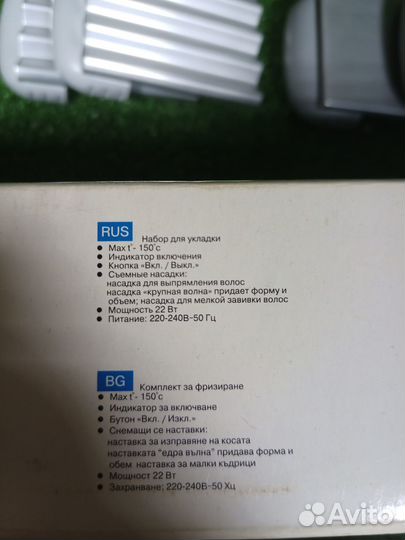 RUS Набор для укладки
• Max t°- 150°c
• Индикатор включения
• Кнопка «Вкл. / Выкл.»
• Съемные насадки:
насадка для выпрямления волос
насадка «крупная волна» придает форму и
объем; насадка для мелкой завивки волос
• Мощность 22 Вт
• Питание: 220-240В~50 Гц
BG Комплект за фризиране
• Max t°- 150°c
• Индикатор за включване
• Бутон «Вкл. / Изкл.»
• Снемащи се наставки:
наставка за изправяне на косата
наставката "едра вълна" придава форма и
обем наставка за малки къдрици
• Мощност 22 Вт
• Захранване: 220-240В~50 Хц
Avito